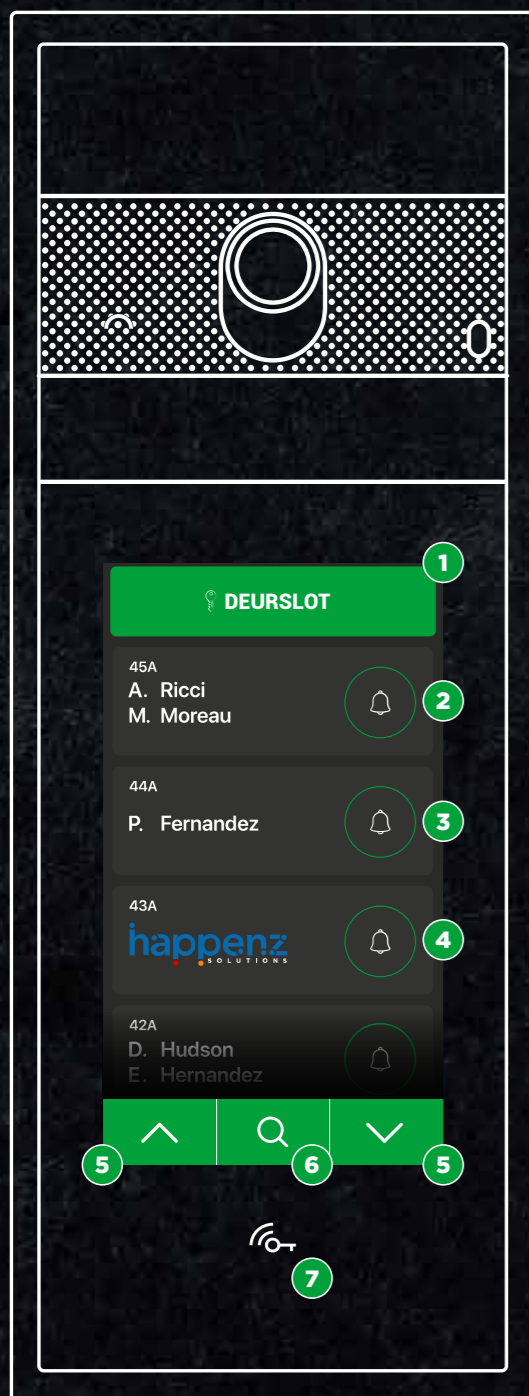 1
DEURSLOT
45A
A. Ricci
M. Moreau
2
44A
P. Fernandez
3
43A
happenz
SOLUTIONS
4
42A
D. Hudson
E. Hernandez
5
6
5
7